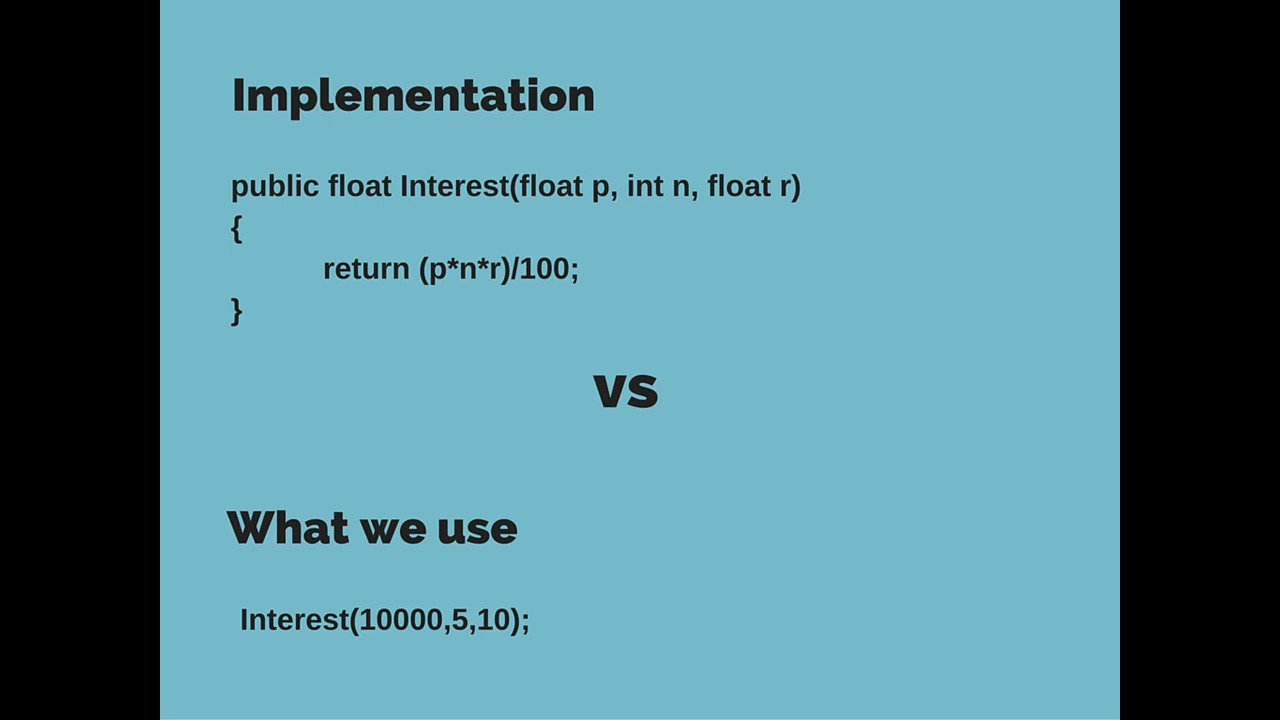 Implementation
public float Interest(float p, int n, float r)
{
return (p*n*r)/100;
}
vs
What we use
Interest(10000,5,10);